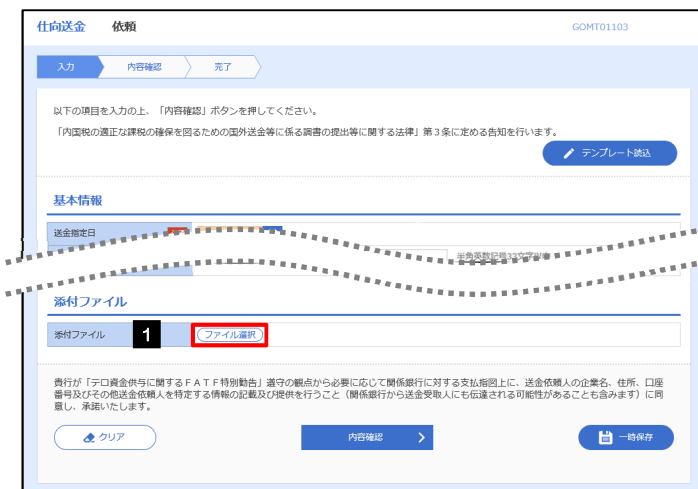 仕向送金 依頼 GOMT01103
入力 内容確認 完了
以下の項目を入力の上、「内容確認」ボタンを押してください。
「内国税の適正な課税の確保を図るための国外送金等に係る調書の提出等に関する法律」第３条に定める告知を行います。
テンプレート読込
基本情報
送金指定日
半角英数記号33文字以内
添付ファイル
添付ファイル 1 ファイル選択
貴行が「テロ資金供与に関するＦＡＴＦ特別勧告」遵守の観点から必要に応じて関係銀行に対する支払指図上に、送金依頼人の企業名、住所、口座
番号及びその他送金依頼人を特定する情報の記載及び提供を行うこと（関係銀行から送金受取人にも伝達される可能性があることも含みます）に同
意し、承諾いたします。
クリア 内容確認 一時保存